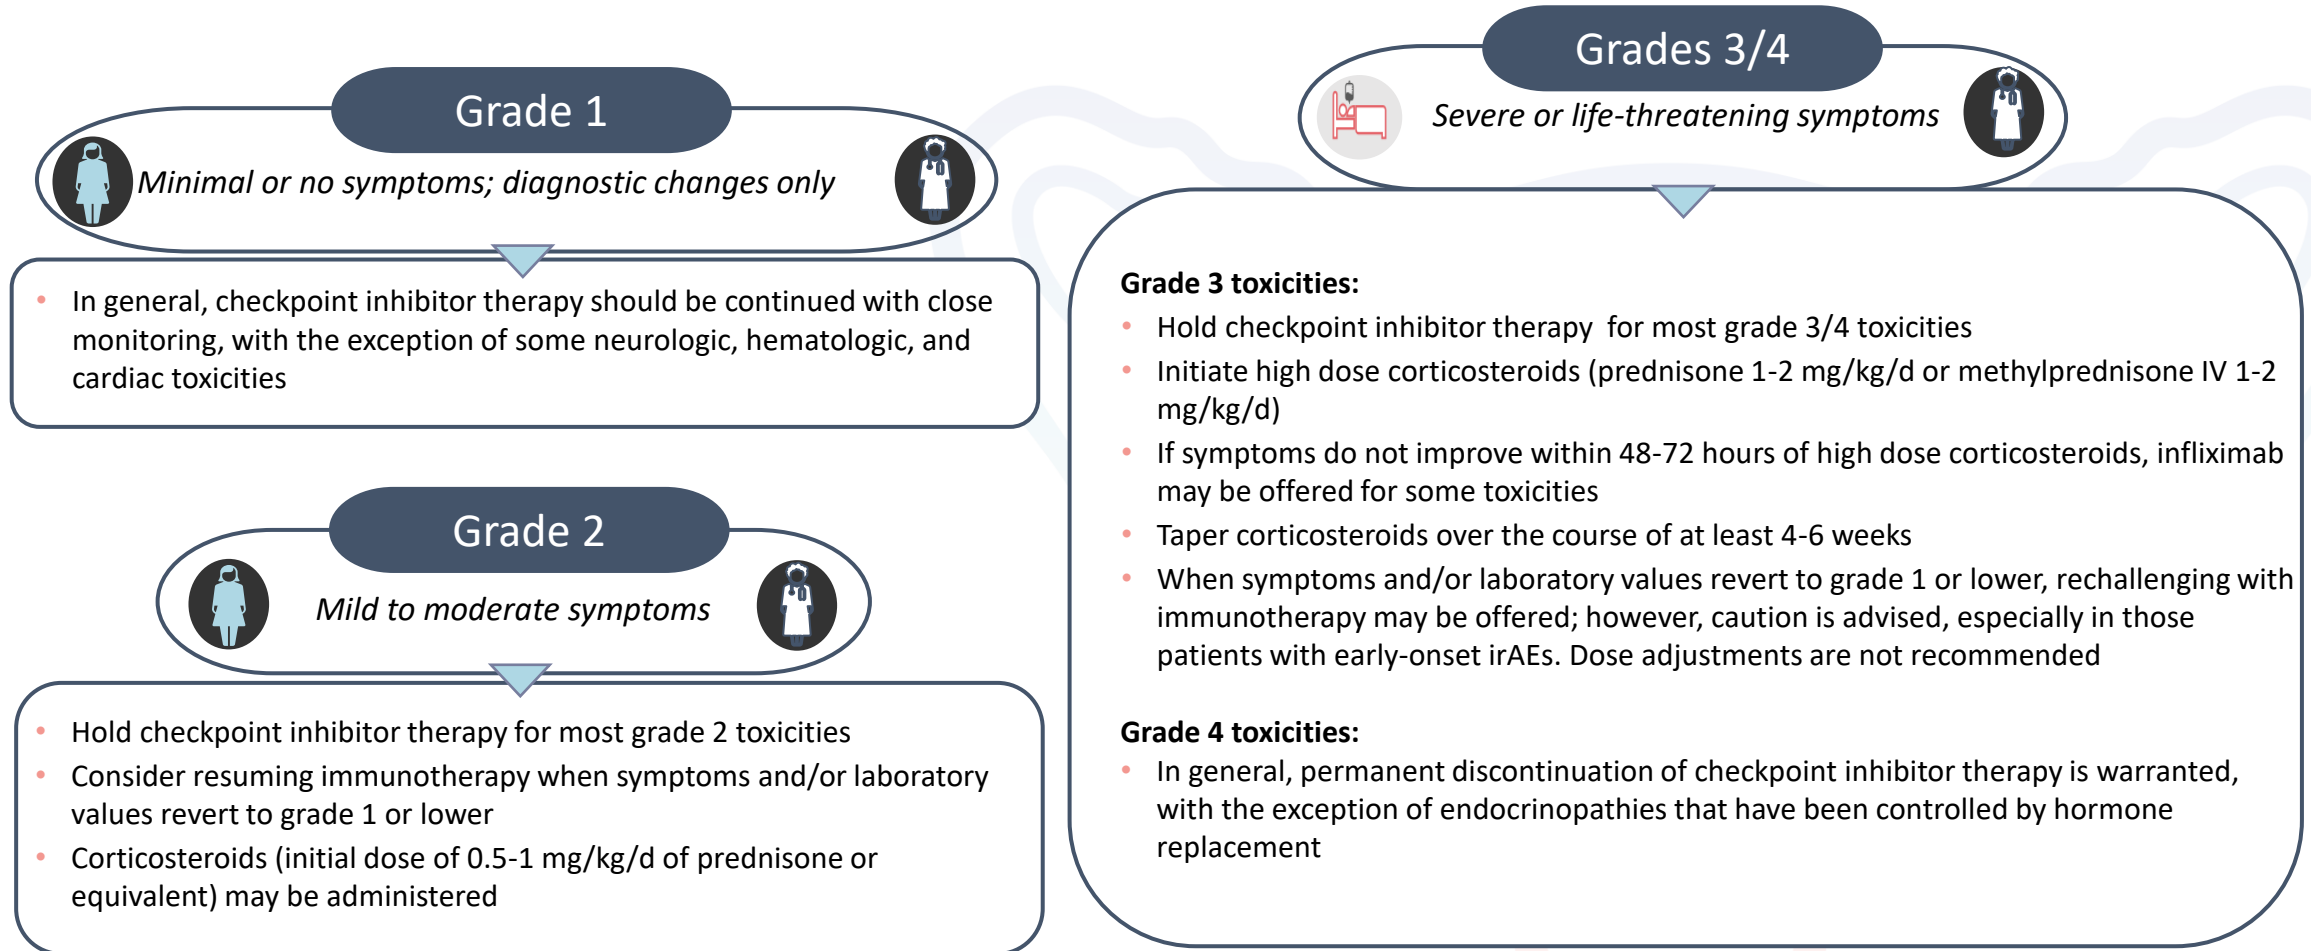 Grade 1
Minimal or no symptoms; diagnostic changes only
• In general, checkpoint inhibitor therapy should be continued with close
monitoring, with the exception of some neurologic, hematologic, and
cardiac toxicities
Grade 2
Mild to moderate symptoms
• Hold checkpoint inhibitor therapy for most grade 2 toxicities
• Consider resuming immunotherapy when symptoms and/or laboratory
values revert to grade 1 or lower
• Corticosteroids (initial dose of 0.5-1 mg/kg/d of prednisone or
equivalent) may be administered
Grades 3/4
Severe or life-threatening symptoms
Grade 3 toxicities:
• Hold checkpoint inhibitor therapy  for most grade 3/4 toxicities
• Initiate high dose corticosteroids (prednisone 1-2 mg/kg/d or methylprednisone IV 1-2
mg/kg/d)
• If symptoms do not improve within 48-72 hours of high dose corticosteroids, infliximab
may be offered for some toxicities
• Taper corticosteroids over the course of at least 4-6 weeks
• When symptoms and/or laboratory values revert to grade 1 or lower, rechallenging with
immunotherapy may be offered; however, caution is advised, especially in those
patients with early-onset irAEs. Dose adjustments are not recommended
Grade 4 toxicities:
• In general, permanent discontinuation of checkpoint inhibitor therapy is warranted,
with the exception of endocrinopathies that have been controlled by hormone
replacement